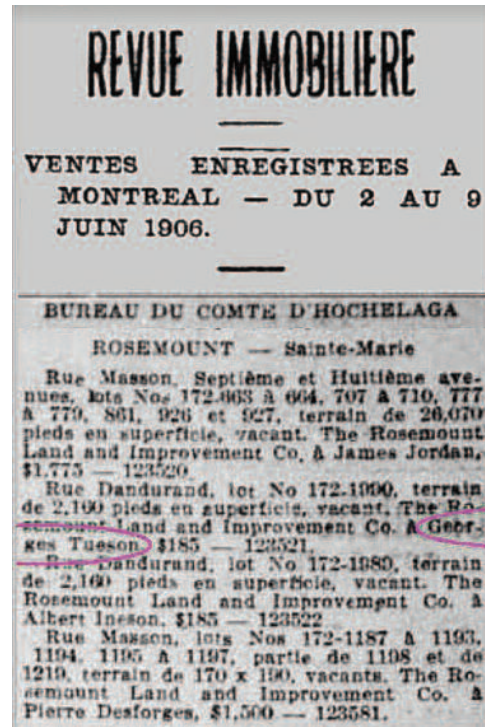 REVUE IMMOBILIERE
VENTES ENREGISTREES A
MONTREAL — DU 2 AU 9
JUIN 1906.
BUREAU DU COMTE D'HOCHELAGA
ROSEMOUNT — Sainte-Marie
Rue Masson, Septième et Huitième ave-
nues, lots Nos 172-663 à 664, 707 à 710, 777
à 779, 861, 926 et 927, terrain de 26,070
pieds en superficie, vacant. The Rosemount
Land and Improvement Co. à James Jordan,
$1,775 — 123520.
Rue Dandurand, lot No 172-1990, terrain
de 2,160 pieds en superficie, vacant. The Ro-
semount Land and Improvement Co. à Geor-
ges Tueson, $185 — 123521.
Rue Dandurand, lot No 172-1989, terrain
de 2,160 pieds en superficie, vacant. The
Rosemount Land and Improvement Co. à
Albert Ineson, $185 — 123522
Rue Masson, lots Nos 172-1187 à 1193,
1194, 1195 à 1197, partie de 1198 et de
1219, terrain de 170 x 190, vacants. The Ro-
semount Land and Improvement Co. à
Pierre Desforges, $1,500 — 123581.